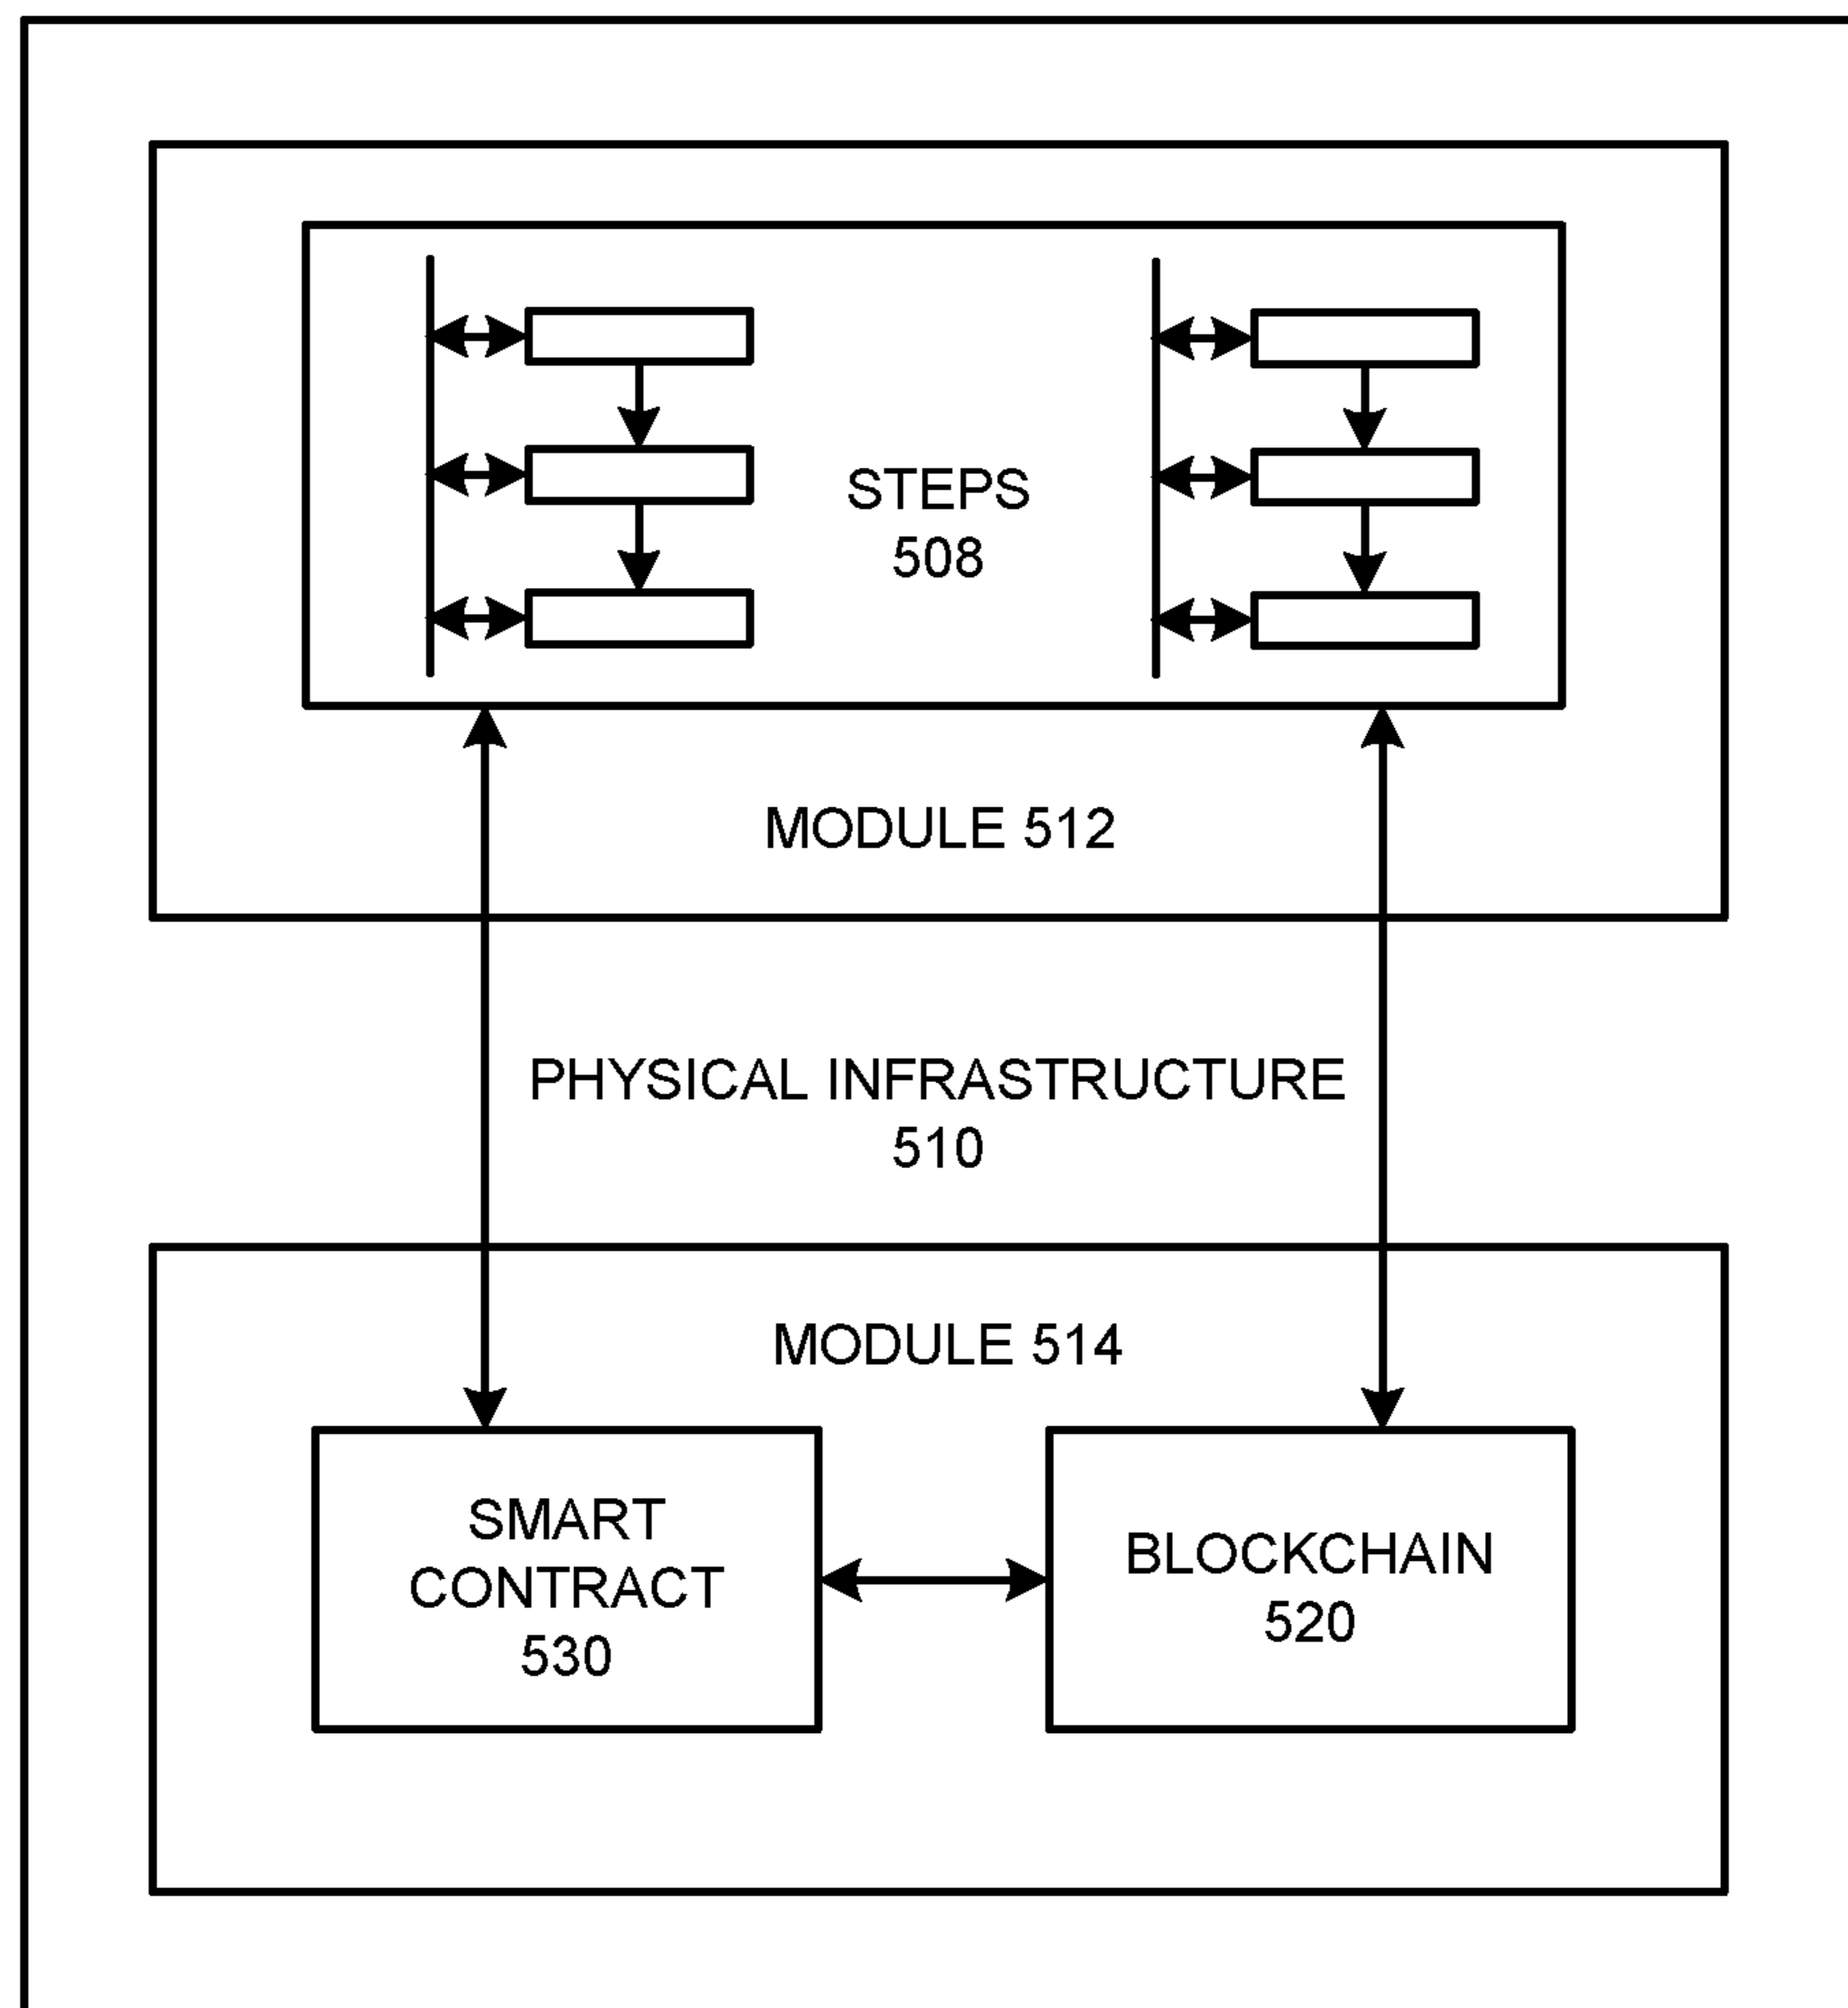 STEPS
508
MODULE 512
PHYSICAL INFRASTRUCTURE
510
MODULE 514
SMART
CONTRACT
530
BLOCKCHAIN
520